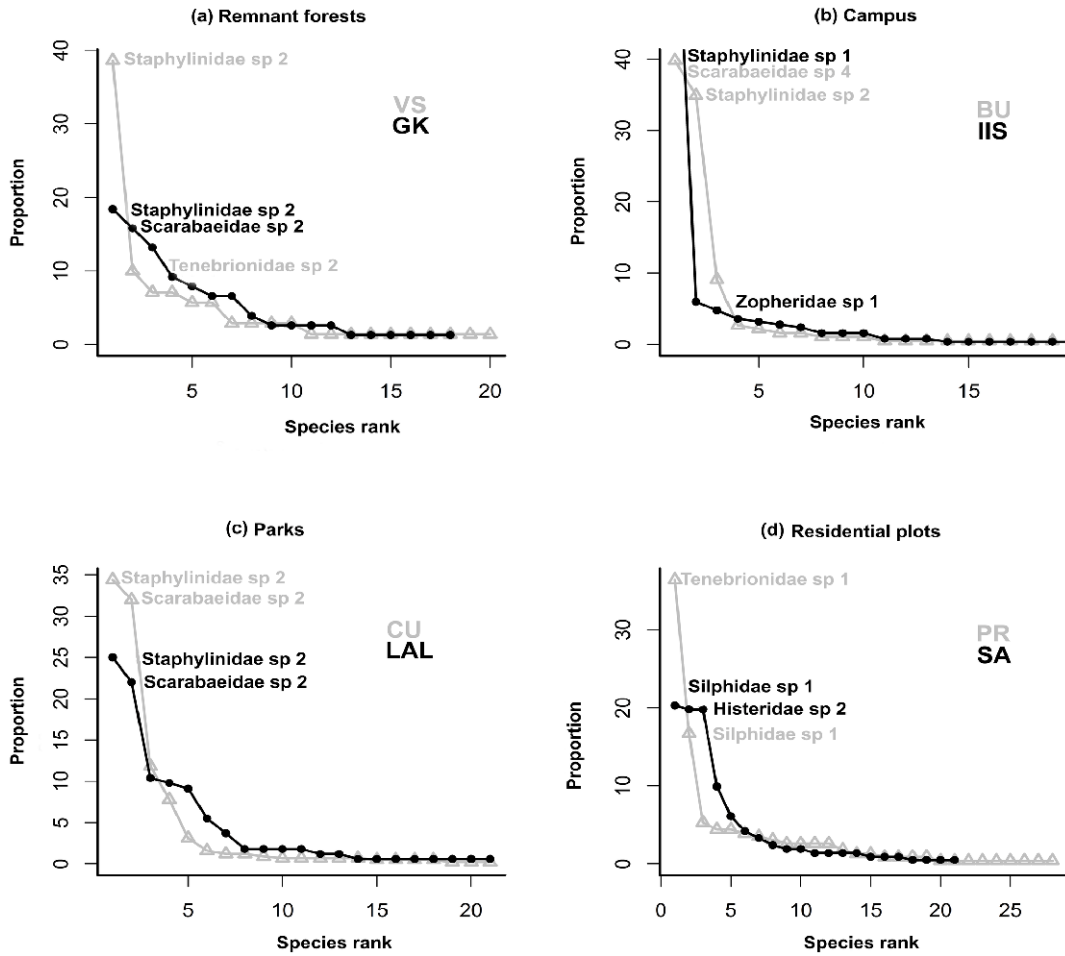 (a) Remnant forests
40
30
20
10
0
Proportion
Staphylinidae sp 2
VS
GK
Staphylinidae sp 2
Scarabaeidae sp 2
Tenebrionidae sp 2
5
10
15
20
Species rank
(b) Campus
40
30
20
10
0
Proportion
Staphylinidae sp 1
Scarabaeidae sp 4
Staphylinidae sp 2
BU
IIS
Zopheridae sp 1
5
10
15
Species rank
(c) Parks
35
30
25
20
15
10
5
0
Proportion
Staphylinidae sp 2
Scarabaeidae sp 2
CU
LAL
Staphylinidae sp 2
Scarabaeidae sp 2
5
10
15
20
Species rank
(d) Residential plots
30
20
10
0
Proportion
Tenebrionidae sp 1
PR
SA
Silphidae sp 1
Histeridae sp 2
Silphidae sp 1
0
5
10
15
20
25
Species rank